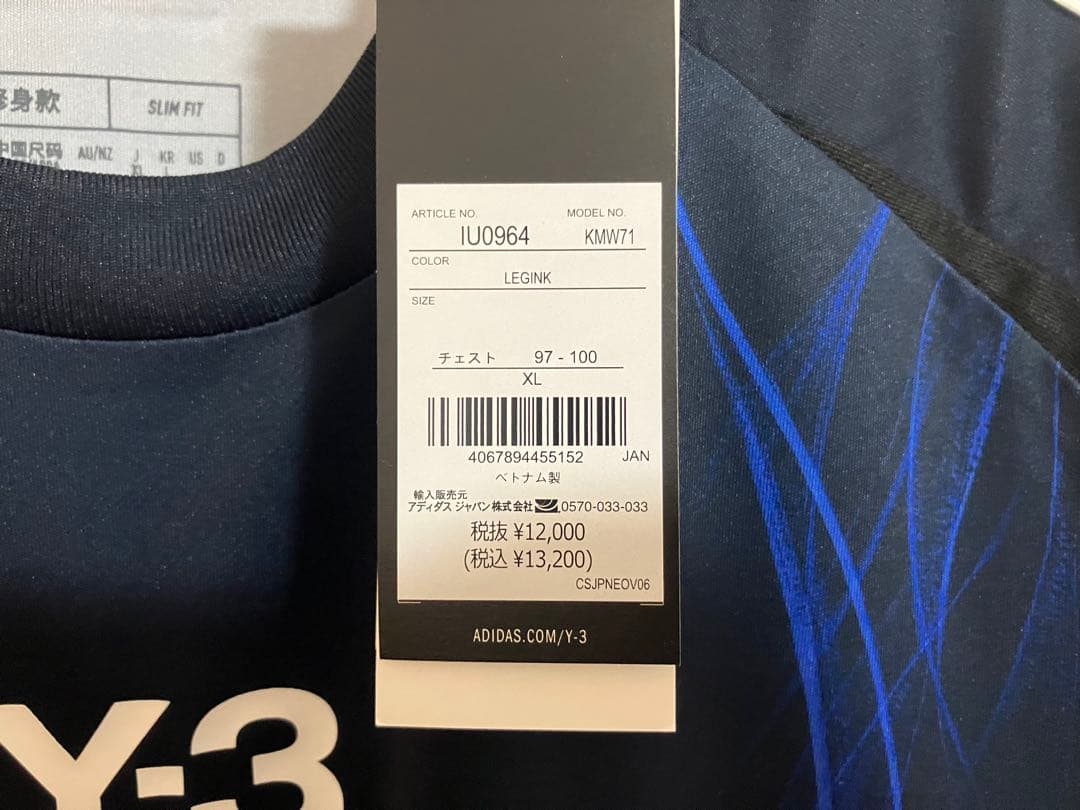 修身款 SLIM FIT
中国尺码 AU/NZ J KR US D
XL L
ARTICLE NO. MODEL NO.
IU0964 KMW71
COLOR
LEGINK
SIZE
チェスト 97 - 100
XL
4067894455152 JAN
ベトナム製
輸入販売元
アディダス ジャパン株式会社 0570-033-033
税抜 ¥12,000
(税込 ¥13,200)
CSJPNEOV06
ADIDAS.COM/Y-3
Y-3